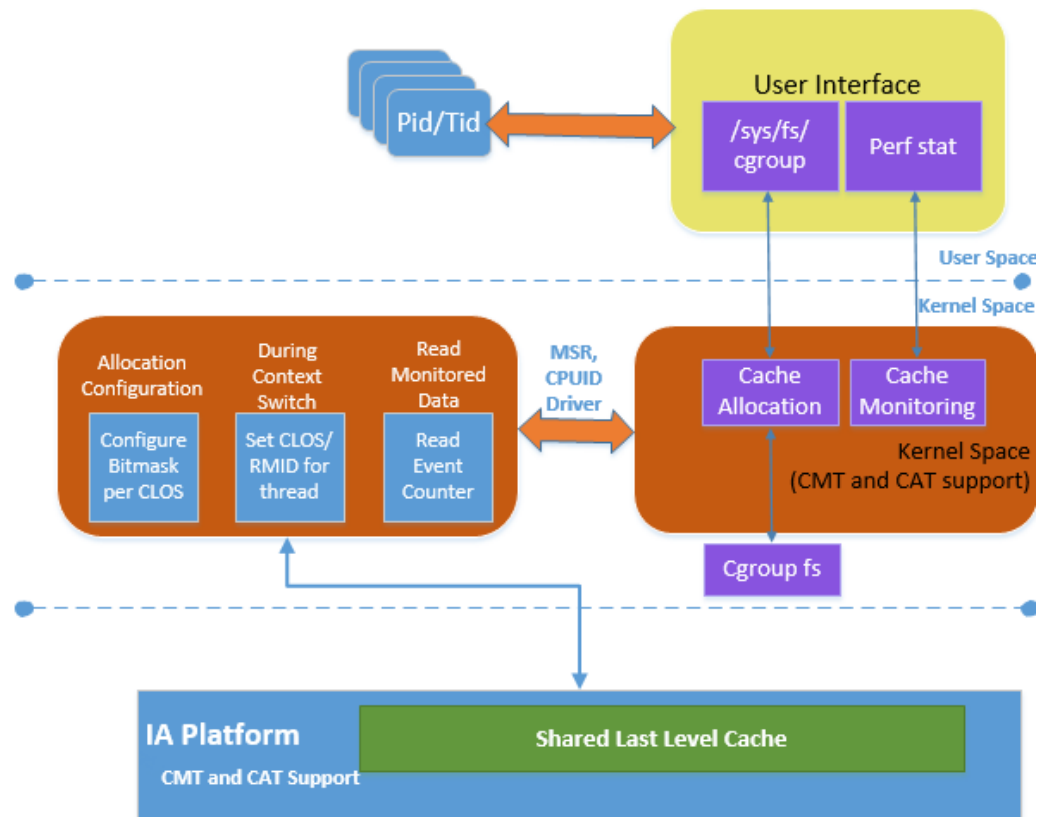 User Interface
Pid/Tid
/sys/fs/
cgroup
Perf stat
User Space
Kernel Space
Allocation
Configuration
During
Context
Switch
Read
Monitored
Data
Configure
Bitmask
per CLOS
Set CLOS/
RMID for
thread
Read
Event
Counter
MSR,
CPUID
Driver
Cache
Allocation
Cache
Monitoring
Kernel Space
(CMT and CAT support)
Cgroup fs
IA Platform
CMT and CAT Support
Shared Last Level Cache